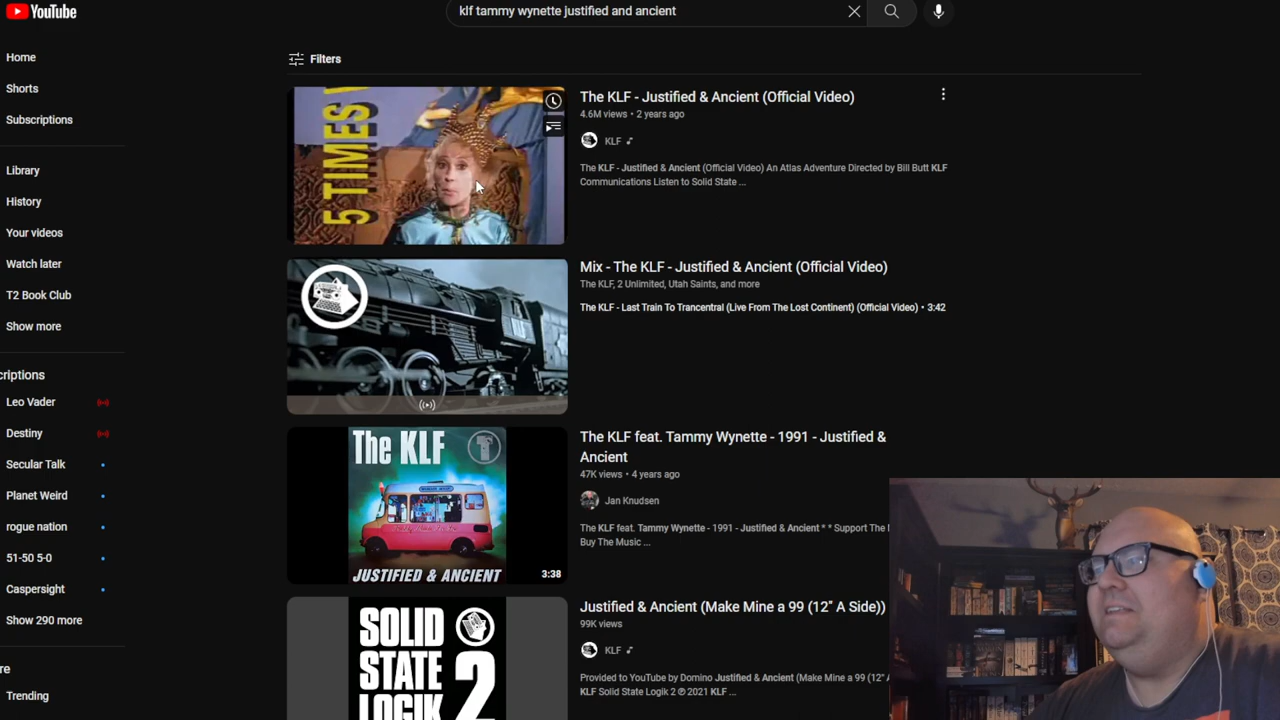 YouTube
klf tammy wynette justified and ancient
Home
Shorts
Subscriptions
Library
History
Your videos
Watch later
T2 Book Club
Show more
criptions
Leo Vader
Destiny
Secular Talk
Planet Weird
rogue nation
51-50 5-0
Caspersight
Show 290 more
re
Trending
Filters
5 TIMES
The KLF - Justified & Ancient (Official Video)
4.6M views • 2 years ago
KLF
The KLF - Justified & Ancient (Official Video) An Atlas Adventure Directed by Bill Butt KLF
Communications Listen to Solid State ...
Mix - The KLF - Justified & Ancient (Official Video)
The KLF, 2 Unlimited, Utah Saints, and more
The KLF - Last Train To Trancentral (Live From The Lost Continent) (Official Video) • 3:42
The KLF
JUSTIFIED & ANCIENT
3:38
The KLF feat. Tammy Wynette - 1991 - Justified &
Ancient
47K views • 4 years ago
Jan Knudsen
The KLF feat. Tammy Wynette - 1991 - Justified & Ancient * * Support The
Buy The Music ...
SOLID
STATE
LOGIK
2
Justified & Ancient (Make Mine a 99 (12" A Side))
99K views
KLF
Provided to YouTube by Domino Justified & Ancient (Make Mine a 99 (12"
KLF Solid State Logik 2 ℗ 2021 KLF ...